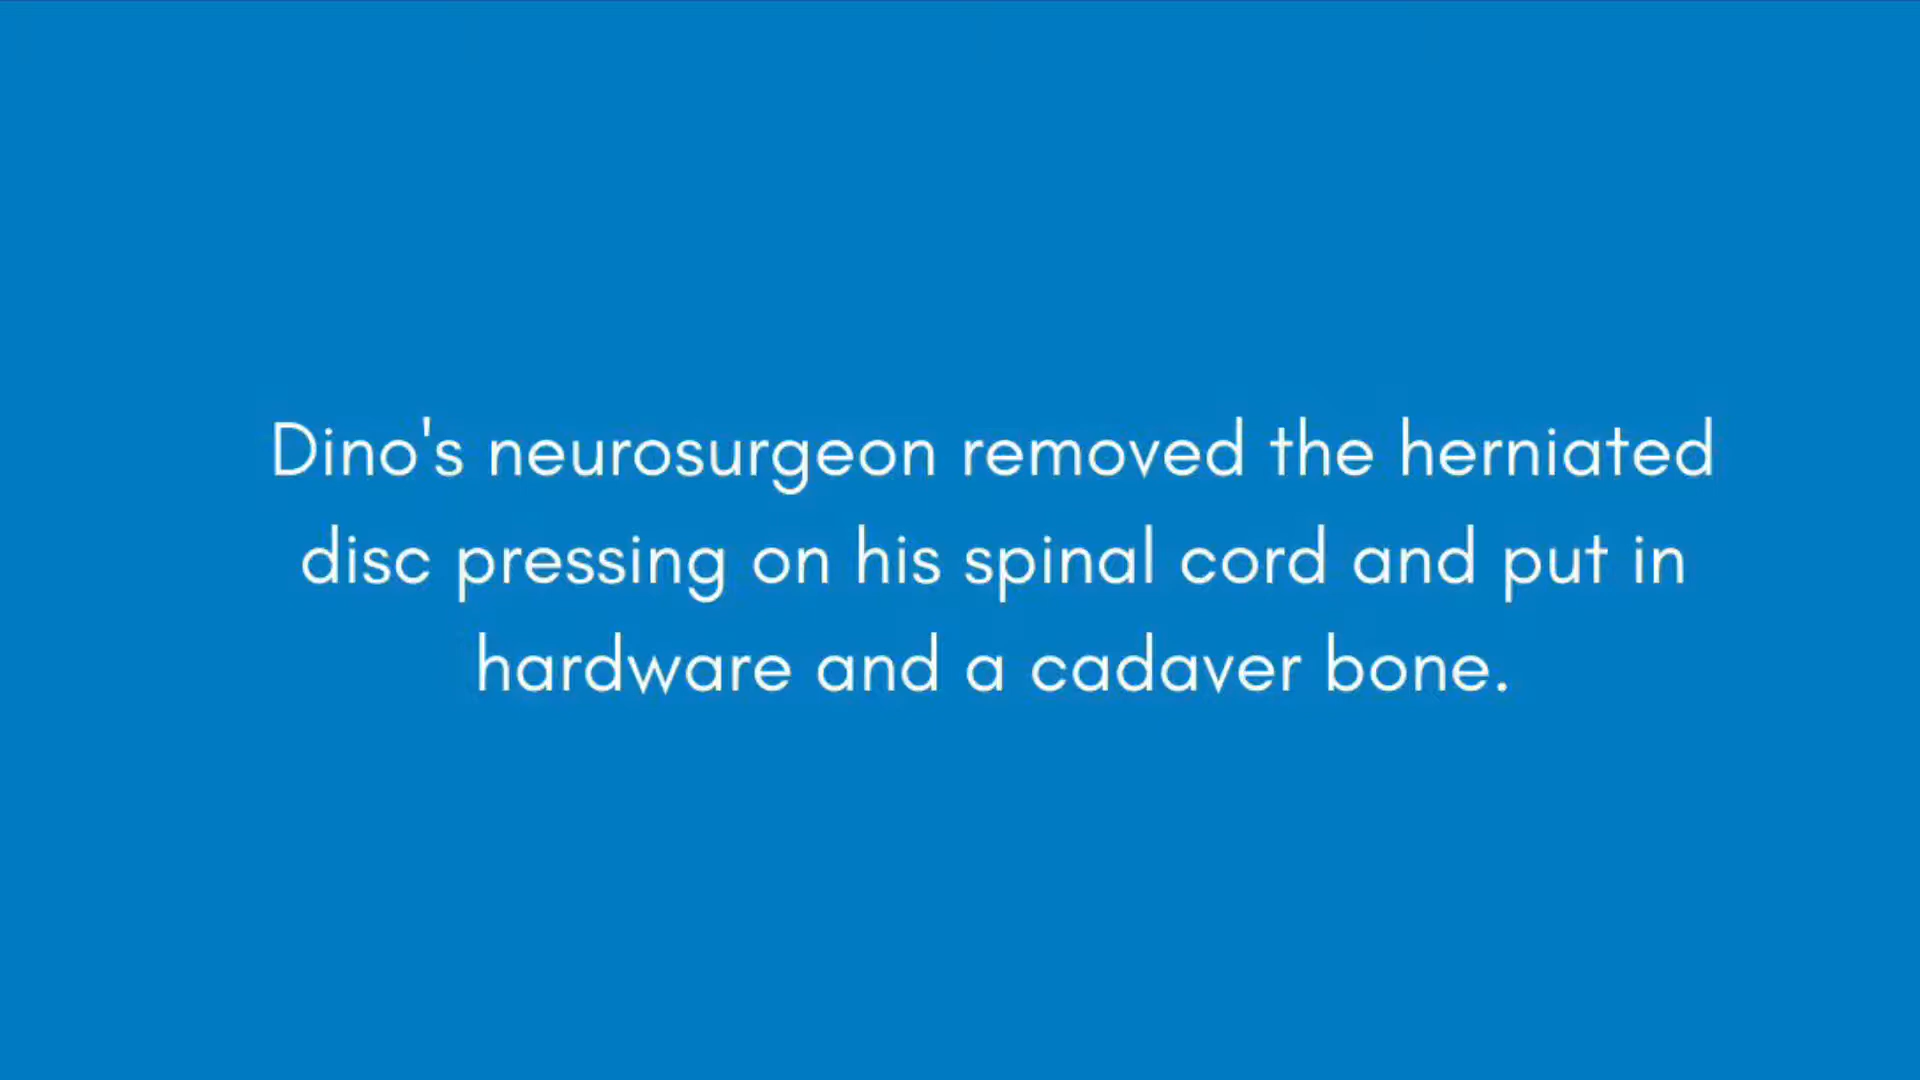 Dino's neurosurgeon removed the herniated
disc pressing on his spinal cord and put in
hardware and a cadaver bone.